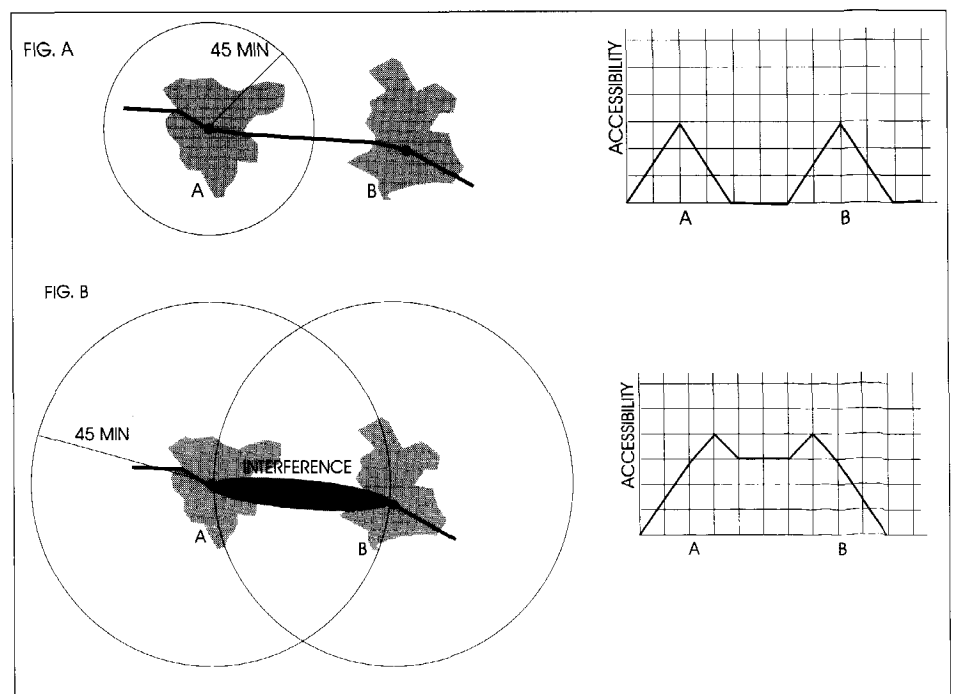 FIG. A
45 MIN
A
B
ACCESSIBILITY
A
B
FIG. B
45 MIN
INTERFERENCE
A
B
ACCESSIBILITY
A
B